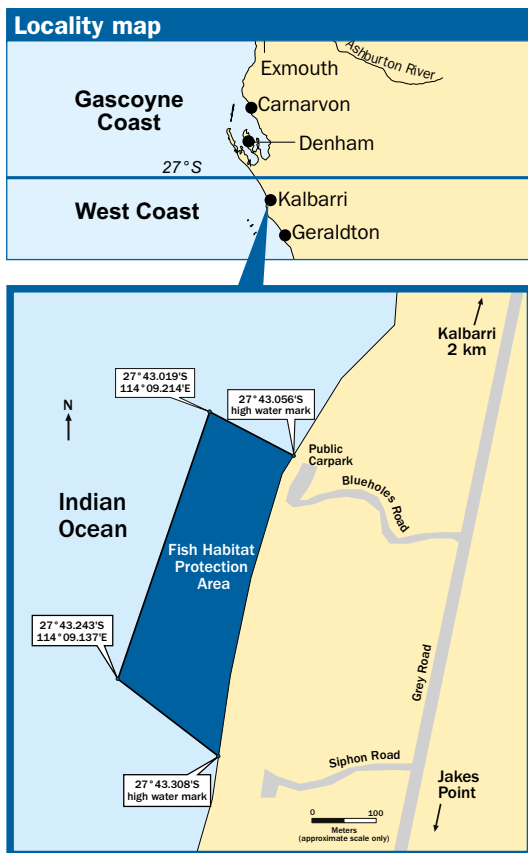 Locality map
Ashburton River
Exmouth
Gascoyne
Coast
Carnarvon
Denham
27°S
Kalbarri
West Coast
Geraldton
Kalbarri
2 km
27°43.019'S
114°09.214'E
27°43.056'S
high water mark
N
Public
Carpark
Blueholes Road
Indian
Ocean
Fish Habitat
Protection
Area
27°43.243'S
114°09.137'E
Grey Road
Siphon Road
27°43.308'S
high water mark
Jakes
Point
0 100
Meters
(approximate scale only)